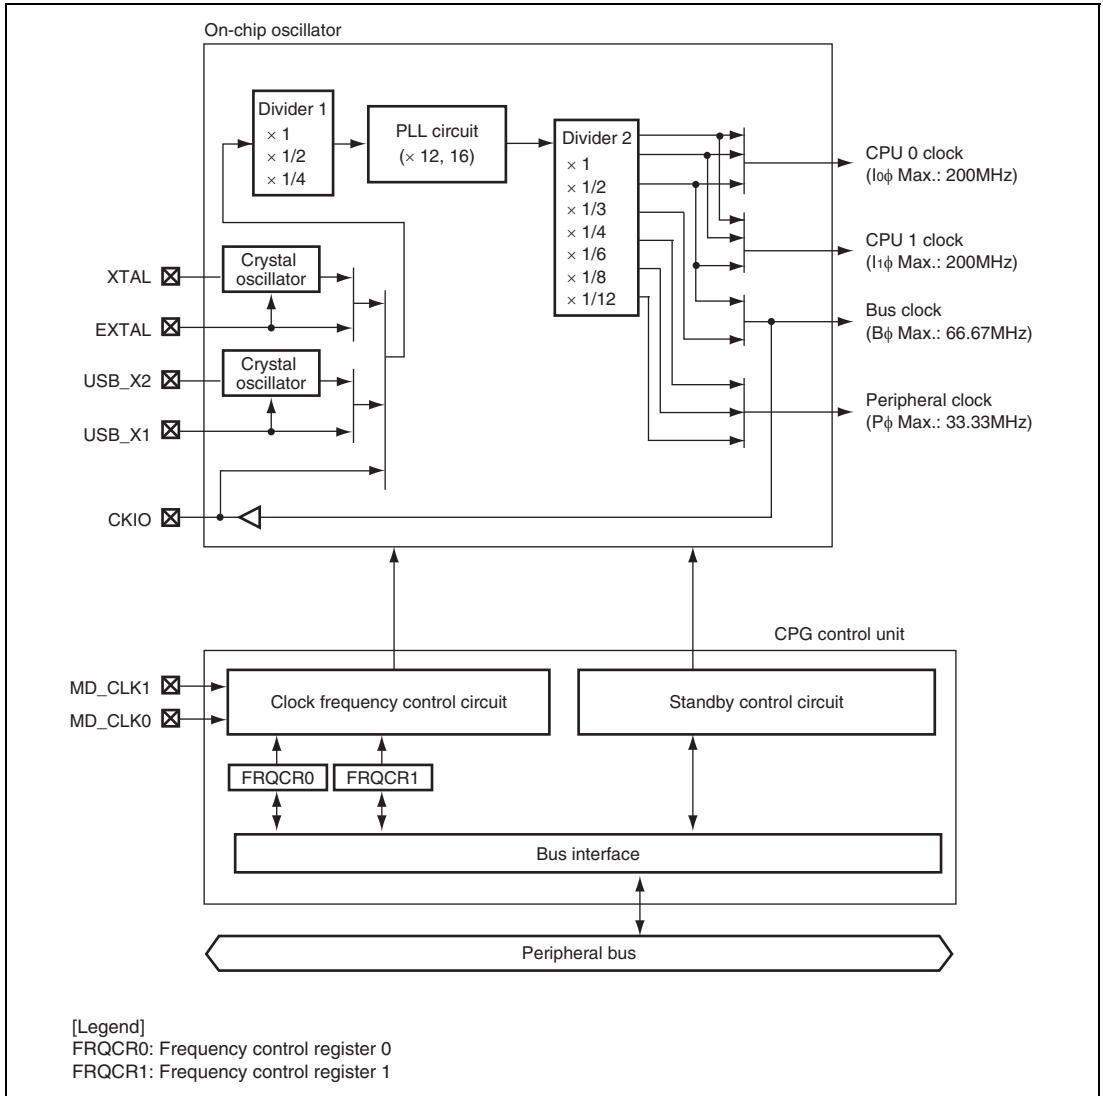 On-chip oscillator
Divider 1
× 1
× 1/2
× 1/4
PLL circuit
(× 12, 16)
Divider 2
× 1
× 1/2
× 1/3
× 1/4
× 1/6
× 1/8
× 1/12
CPU 0 clock
(I0ϕ Max.: 200MHz)
CPU 1 clock
(I1ϕ Max.: 200MHz)
Bus clock
(Bϕ Max.: 66.67MHz)
Peripheral clock
(Pϕ Max.: 33.33MHz)
XTAL
Crystal
oscillator
EXTAL
USB_X2
Crystal
oscillator
USB_X1
CKIO
CPG control unit
MD_CLK1
MD_CLK0
Clock frequency control circuit
Standby control circuit
FRQCR0
FRQCR1
Bus interface
Peripheral bus
[Legend]
FRQCR0: Frequency control register 0
FRQCR1: Frequency control register 1